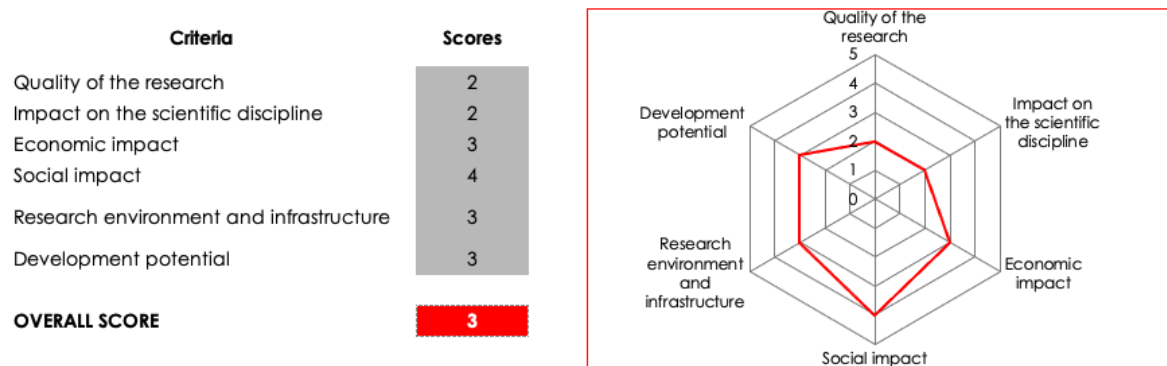 Criteria Scores
Quality of the research 2
Impact on the scientific discipline 2
Economic impact 3
Social impact 4
Research environment and infrastructure 3
Development potential 3
OVERALL SCORE 3
Quality of the
research
5
4
3
2
1
0
Impact on
the scientific
discipline
Economic
impact
Social impact
Research
environment
and
infrastructure
Development
potential